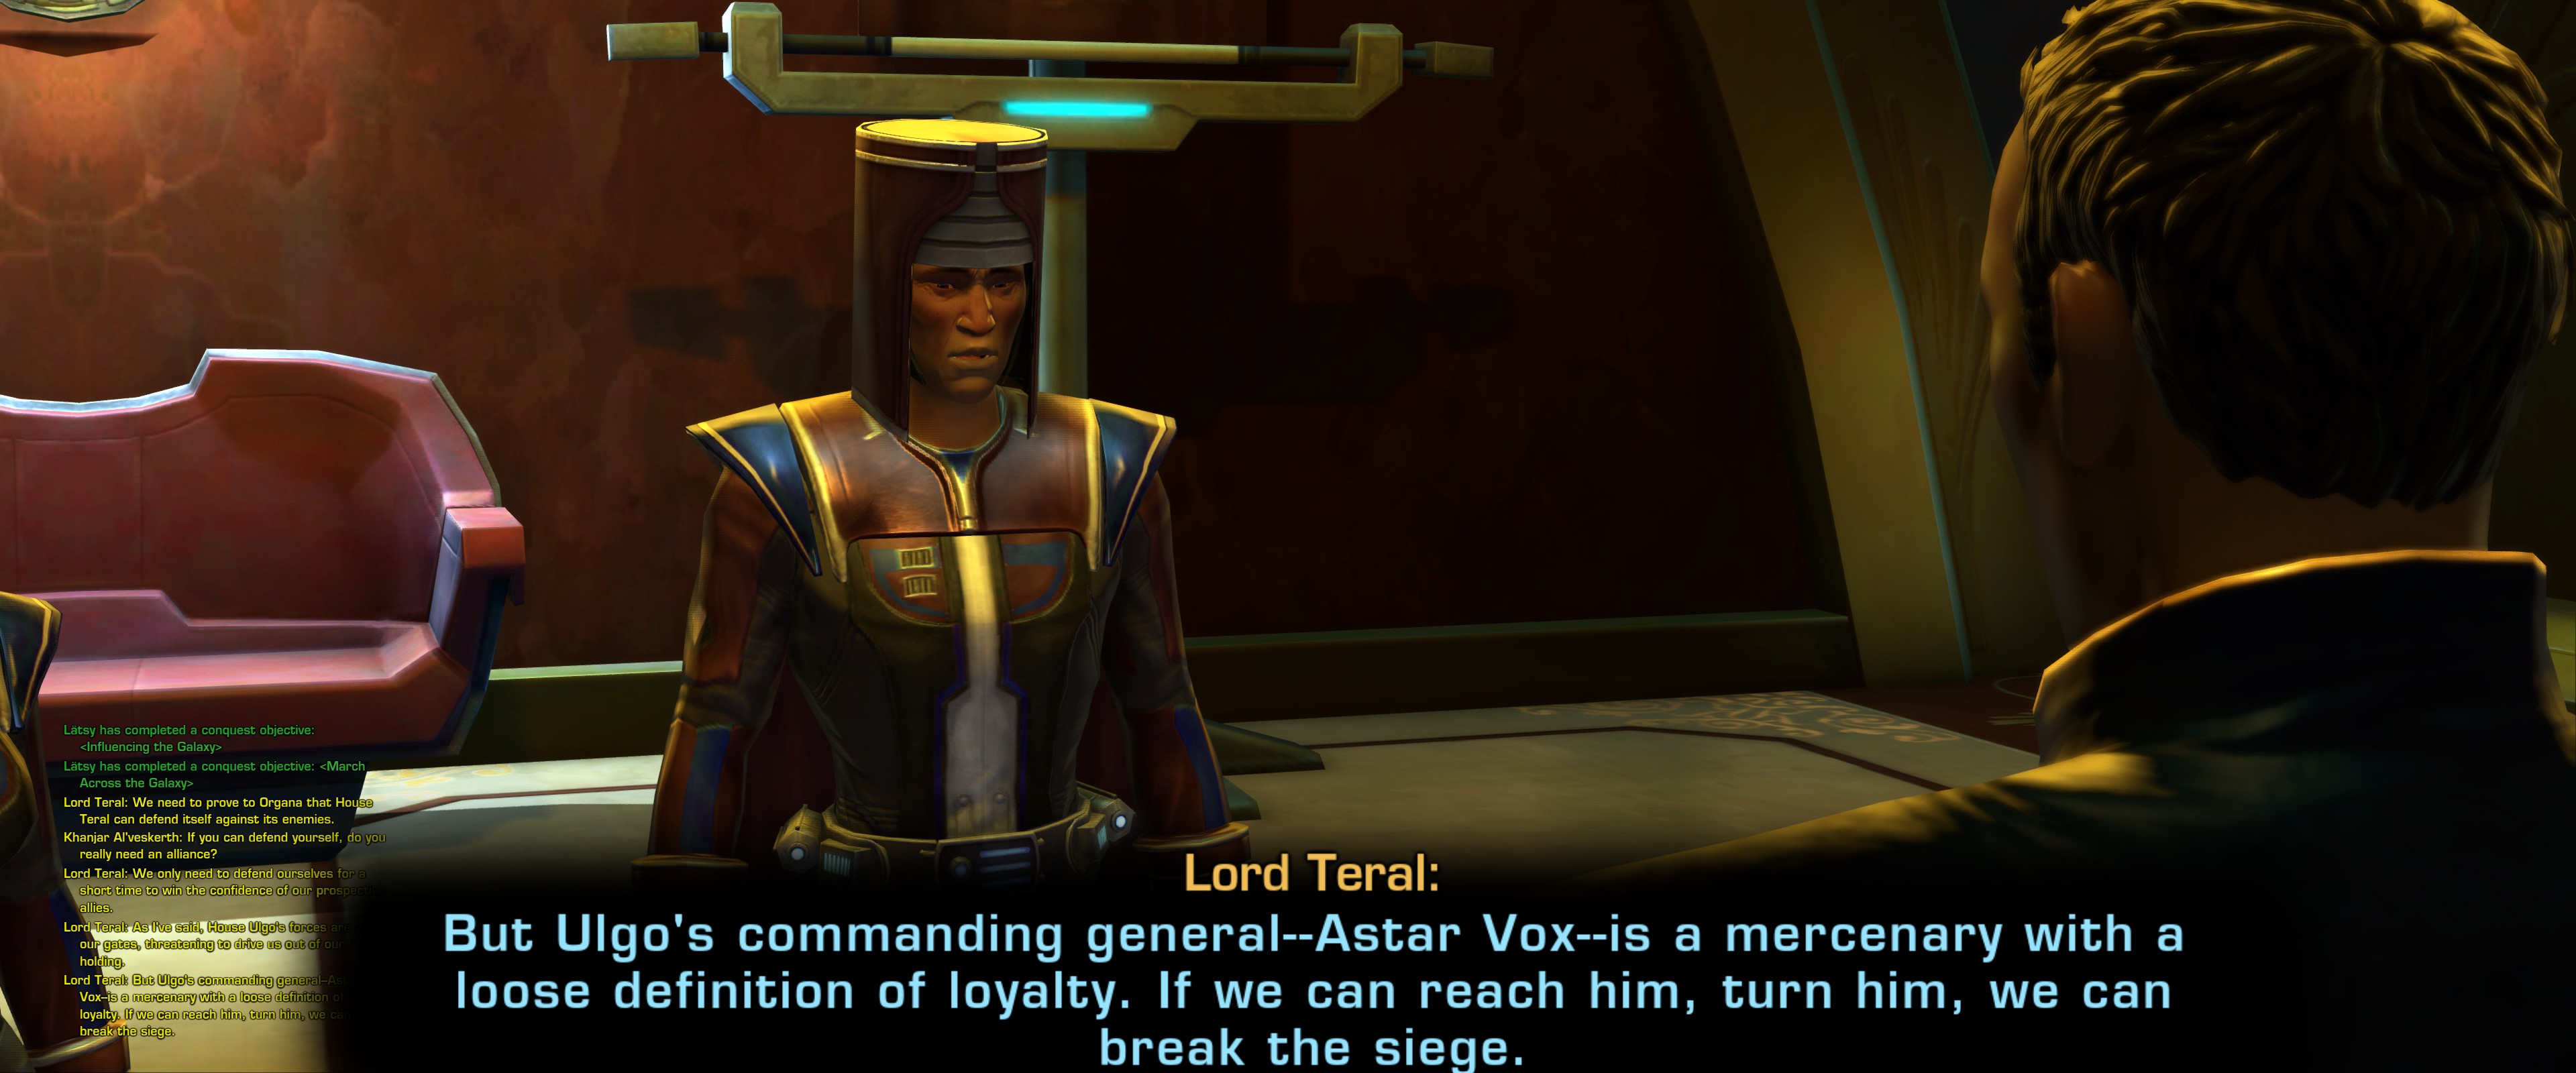 Lätsy has completed a conquest objective:
<Influencing the Galaxy>
Lätsy has completed a conquest objective: <March
Across the Galaxy>
Lord Teral: We need to prove to Organa that House
Teral can defend itself against its enemies.
Khanjar Al'veskerth: If you can defend yourself, do you
really need an alliance?
Lord Teral: We only need to defend ourselves for a
short time to win the confidence of our
allies.
Lord Teral: As I've said, House Ulgo's forces
our gates, threatening to drive us out of our
holding.
Lord Teral: But Ulgo's commanding general--
Vox--is a mercenary with a loose definition of
loyalty. If we can reach him, turn him, we
break the siege.
Lord Teral:
But Ulgo's commanding general--Astar Vox--is a mercenary with a
loose definition of loyalty. If we can reach him, turn him, we can
break the siege.